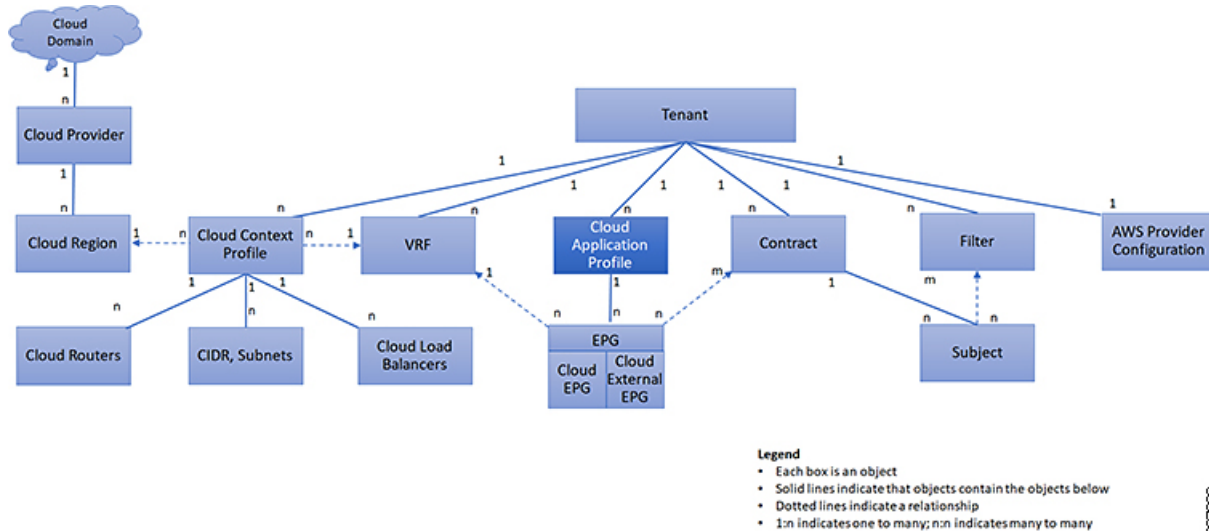 Cloud
Domain
1
n
Cloud Provider
1
n
Cloud Region
1
n
Cloud Context
Profile
n
1
VRF
Tenant
1
1
1
1
1
1
n
n
n
n
n
1
Cloud
Application
Profile
Contract
Filter
AWS Provider
Configuration
1
1
1
n
n
n
Cloud Routers
CIDR, Subnets
Cloud Load
Balancers
1
n
1
n
m
n
EPG
Cloud
EPG
Cloud
External
EPG
1
n
m
n
Subject
Legend
• Each box is an object
• Solid lines indicate that objects contain the objects below
• Dotted lines indicate a relationship
• 1:n indicates one to many; n:n indicates many to many